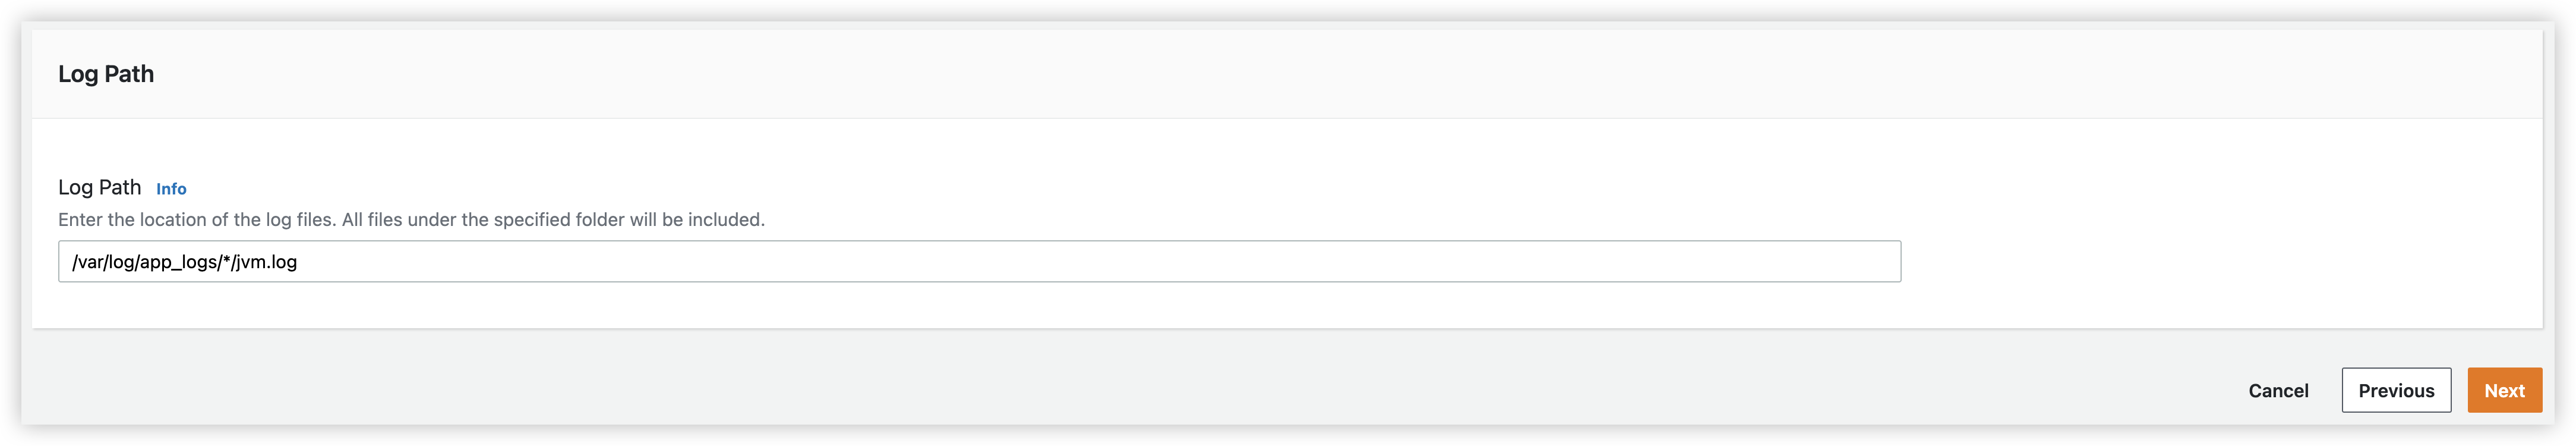 Log Path
Log Path Info
Enter the location of the log files. All files under the specified folder will be included.
/var/log/app_logs/*/jvm.log
Cancel Previous Next